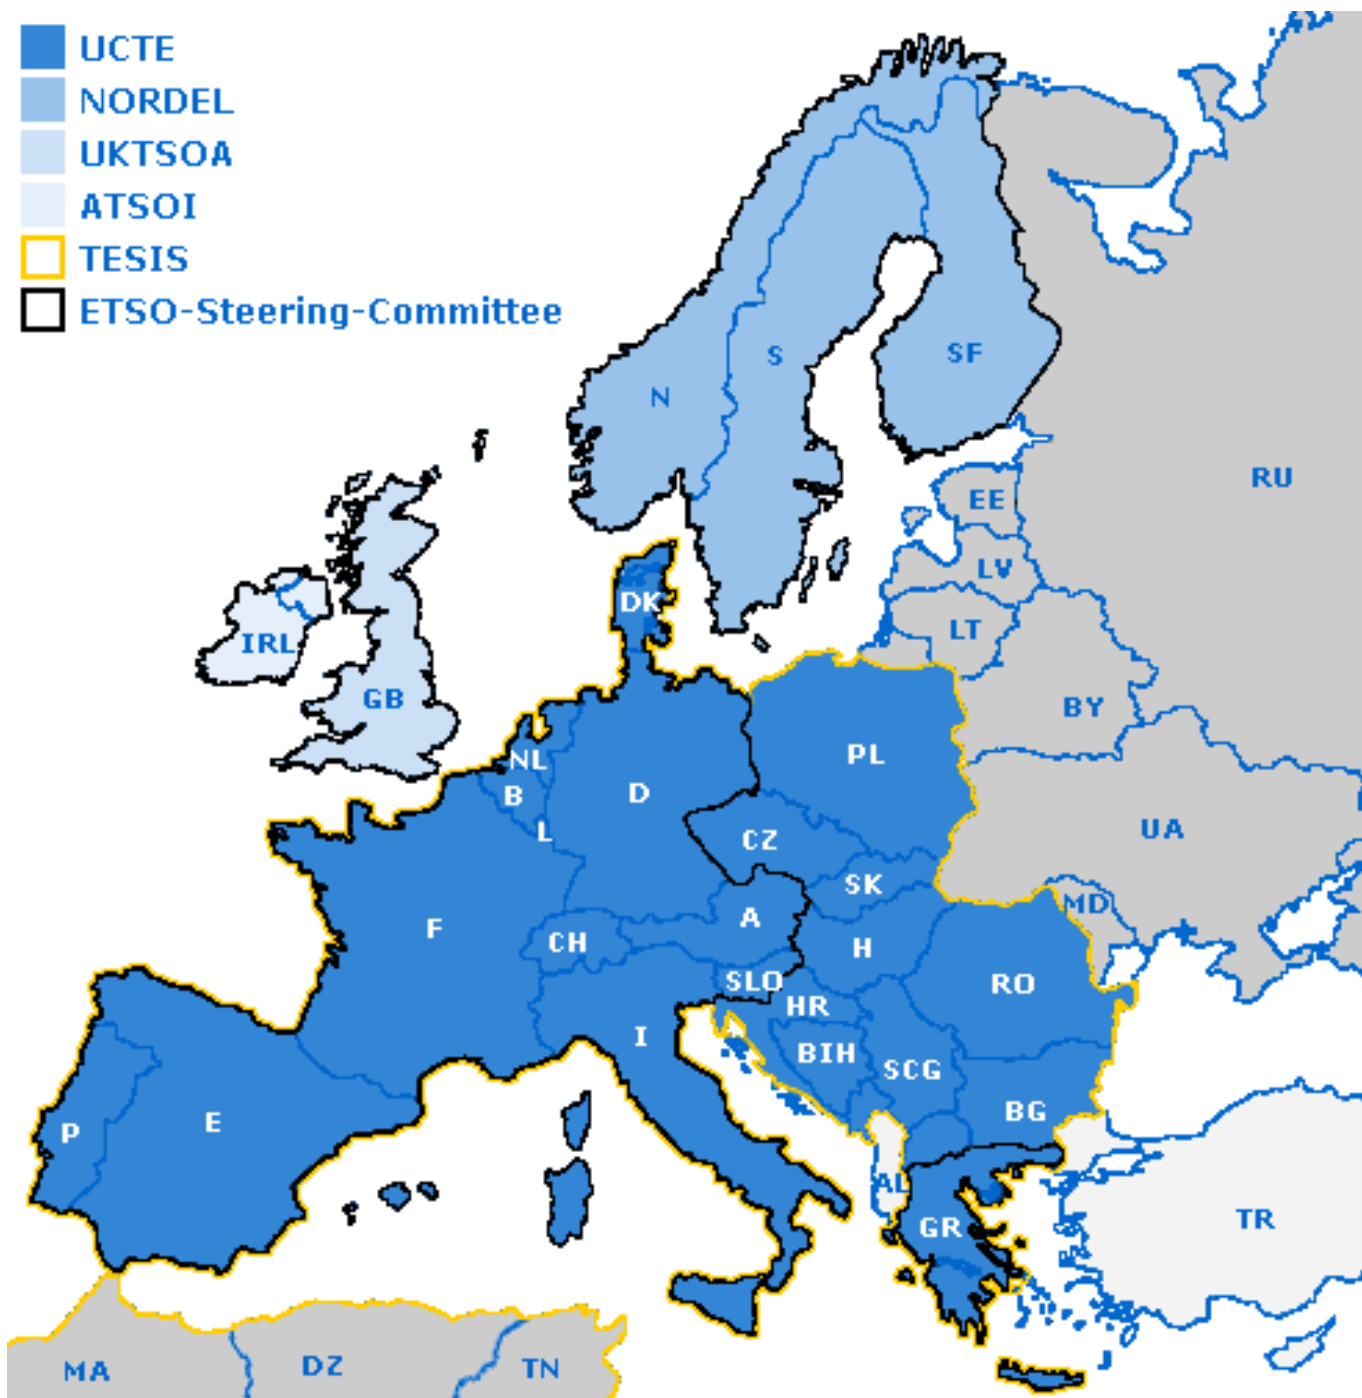 UCTE
NORDEL
UKTSOA
ATSOI
TESIS
ETSO-Steering-Committee
S
SF
N
RU
EE
LV
DK
LT
IRL
GB
BY
PL
NL
D
B
L
UA
CZ
SK
MD
A
F
CH
H
SLO
RO
HR
I
BIH
SCG
BG
E
P
AL
GR
TR
MA
DZ
TN